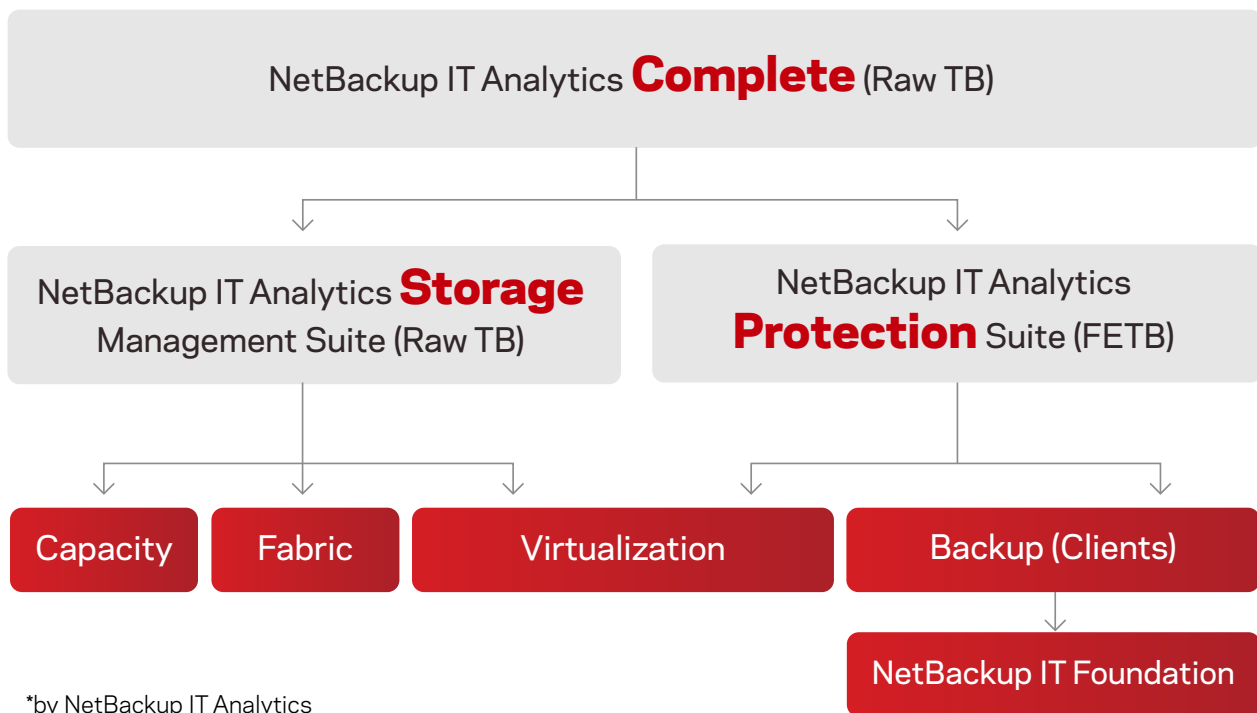 NetBackup IT Analytics Complete (Raw TB)
NetBackup IT Analytics Storage
Management Suite (Raw TB)
NetBackup IT Analytics
Protection Suite (FETB)
Capacity
Fabric
Virtualization
Backup (Clients)
NetBackup IT Foundation
*by NetBackup IT Analytics